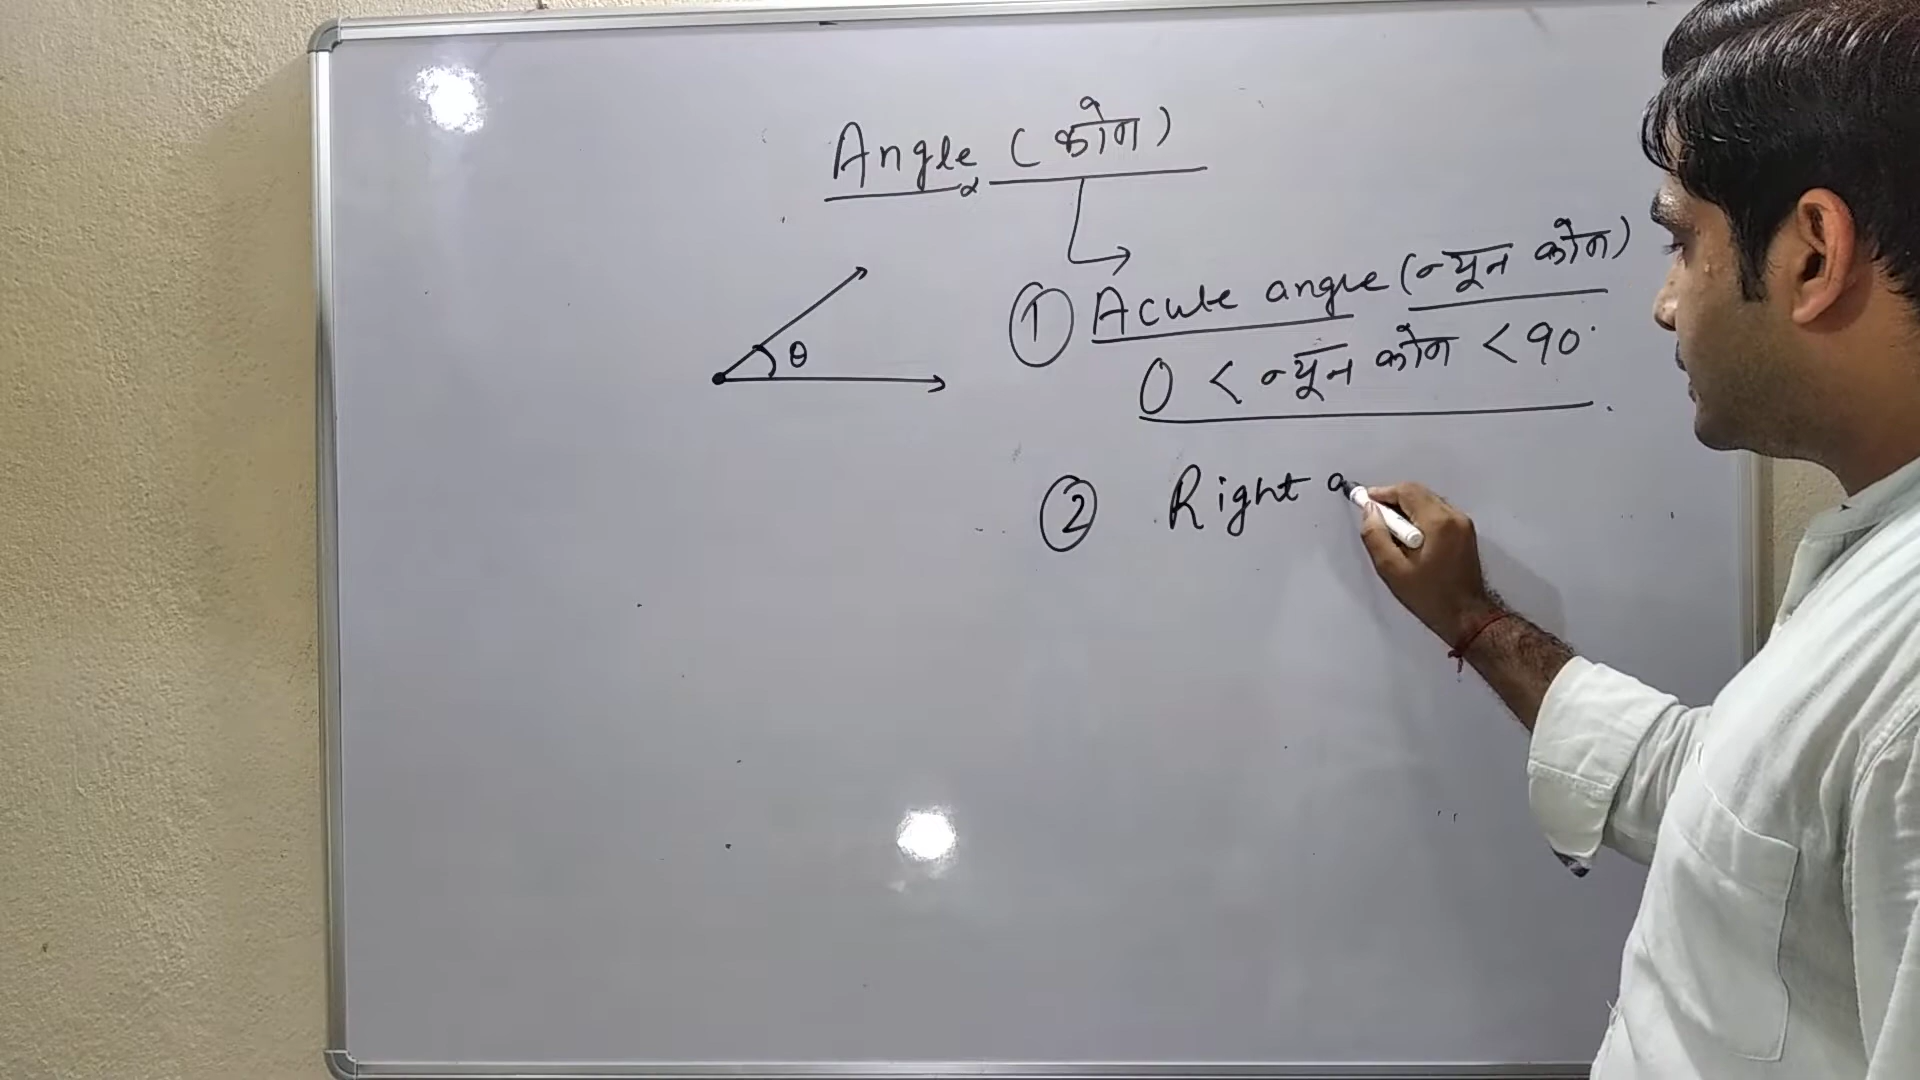 Angle (कोण)
θ
① Acute angle (न्यून कोण)
0 < न्यून कोण < 90°
② Right a